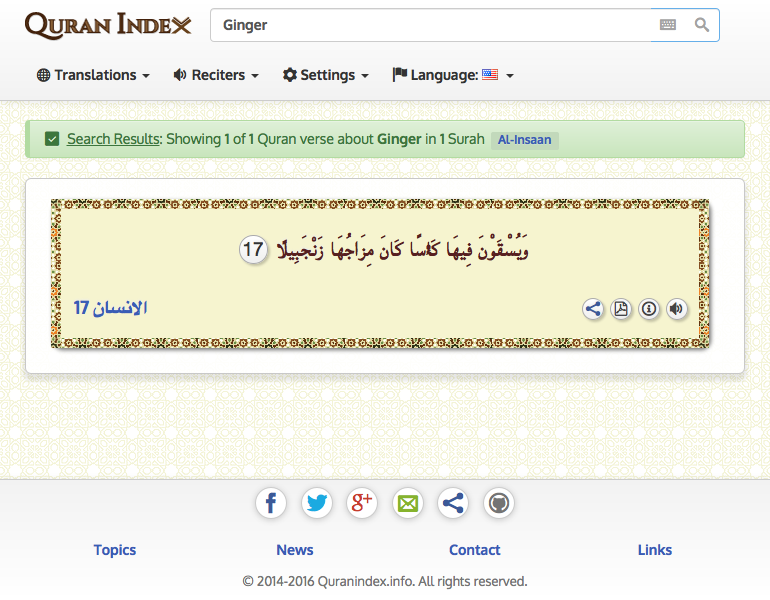 QURAN INDEX
Ginger
Translations
Reciters
Settings
Language:
Search Results: Showing 1 of 1 Quran verse about Ginger in 1 Surah Al-Insaan
وَيُسْقَوْنَ فِيهَا كَأْسًا كَانَ مِزَاجُهَا زَنْجَبِيلًا 17
الانسان 17
g+
Topics
News
Contact
Links
© 2014-2016 Quranindex.info. All rights reserved.